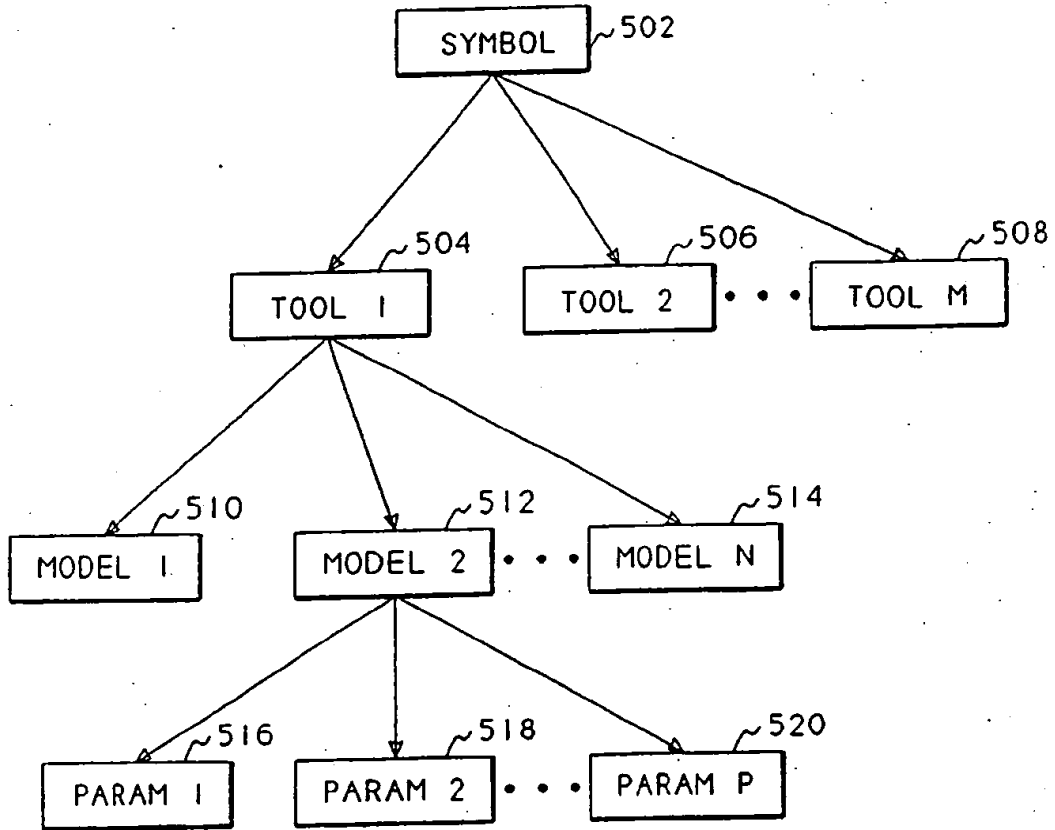 SYMBOL 502
504 506 508
TOOL 1 TOOL 2 • • • TOOL M
510 512 514
MODEL 1 MODEL 2 • • • MODEL N
516 518 520
PARAM 1 PARAM 2 • • • PARAM P